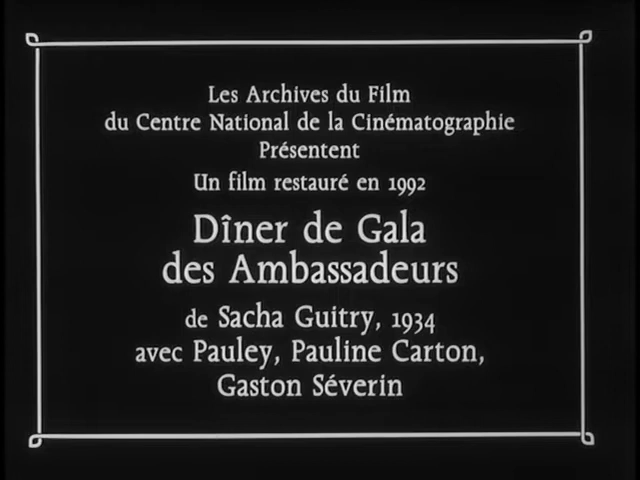 Les Archives du Film
du Centre National de la Cinématographie
Présentent
Un film restauré en 1992
Dîner de Gala
des Ambassadeurs
de Sacha Guitry, 1934
avec Pauley, Pauline Carton,
Gaston Séverin